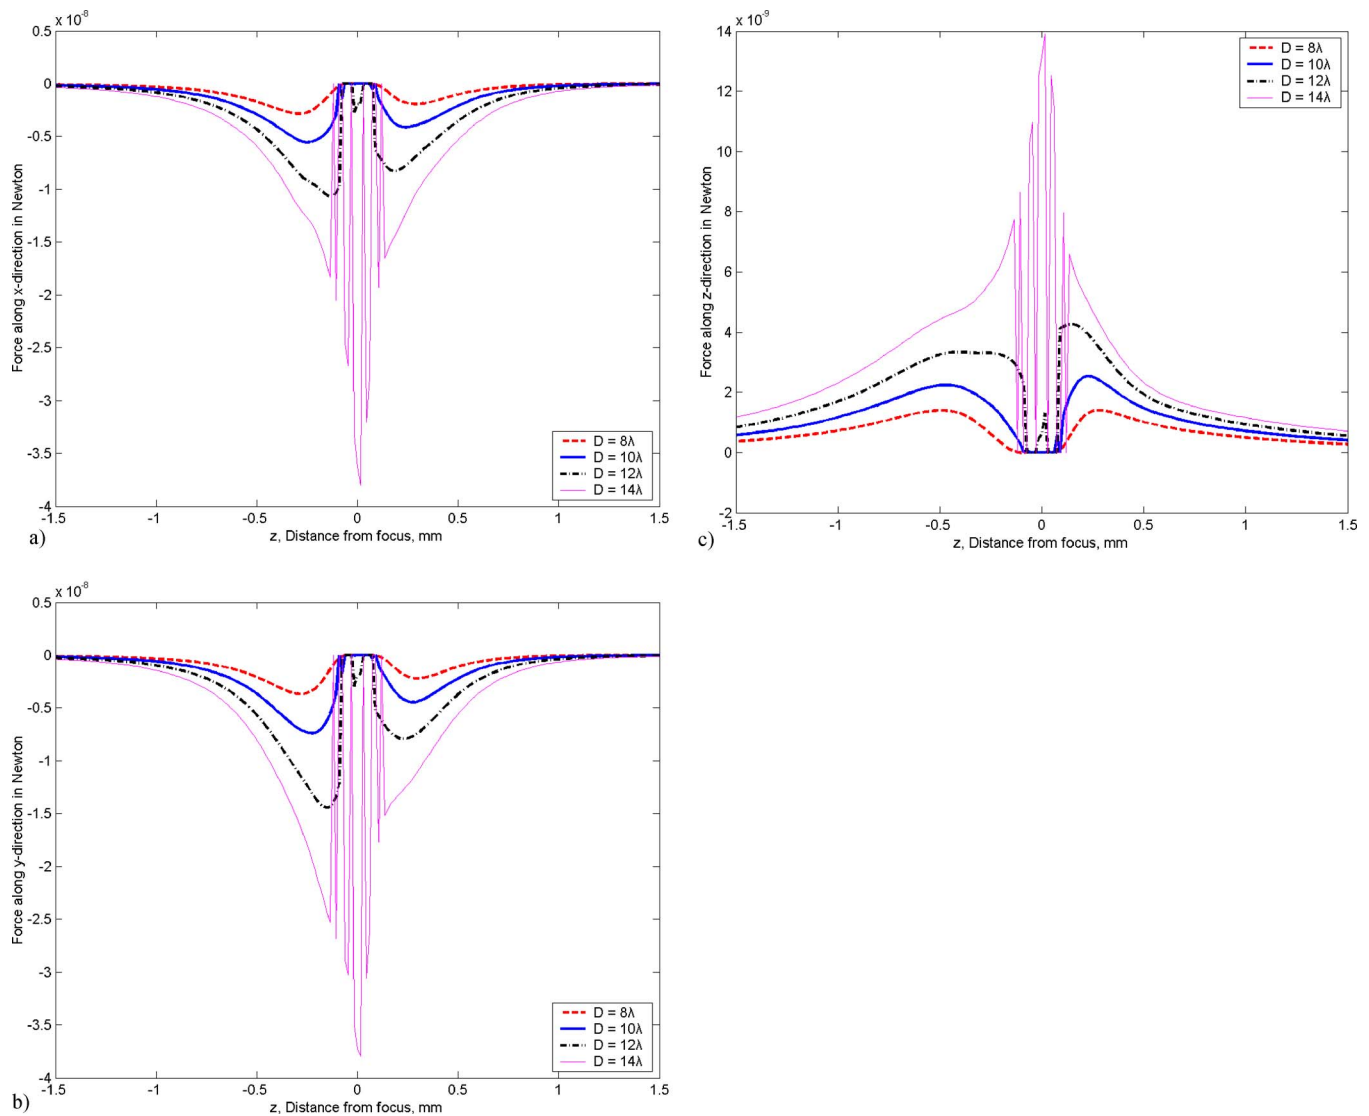 x 10-8
0.5
0
-0.5
-1
-1.5
-2
-2.5
-3
-3.5
-4
Force along x-direction in Newton
D = 8λ
D = 10λ
D = 12λ
D = 14λ
-1.5 -1 -0.5 0 0.5 1 1.5
z, Distance from focus, mm
a)
x 10-8
0.5
0
-0.5
-1
-1.5
-2
-2.5
-3
-3.5
-4
Force along y-direction in Newton
D = 8λ
D = 10λ
D = 12λ
D = 14λ
-1.5 -1 -0.5 0 0.5 1 1.5
z, Distance from focus, mm
b)
x 10-9
14
12
10
8
6
4
2
0
-2
Force along z-direction in Newton
D = 8λ
D = 10λ
D = 12λ
D = 14λ
-1.5 -1 -0.5 0 0.5 1 1.5
z, Distance from focus, mm
c)